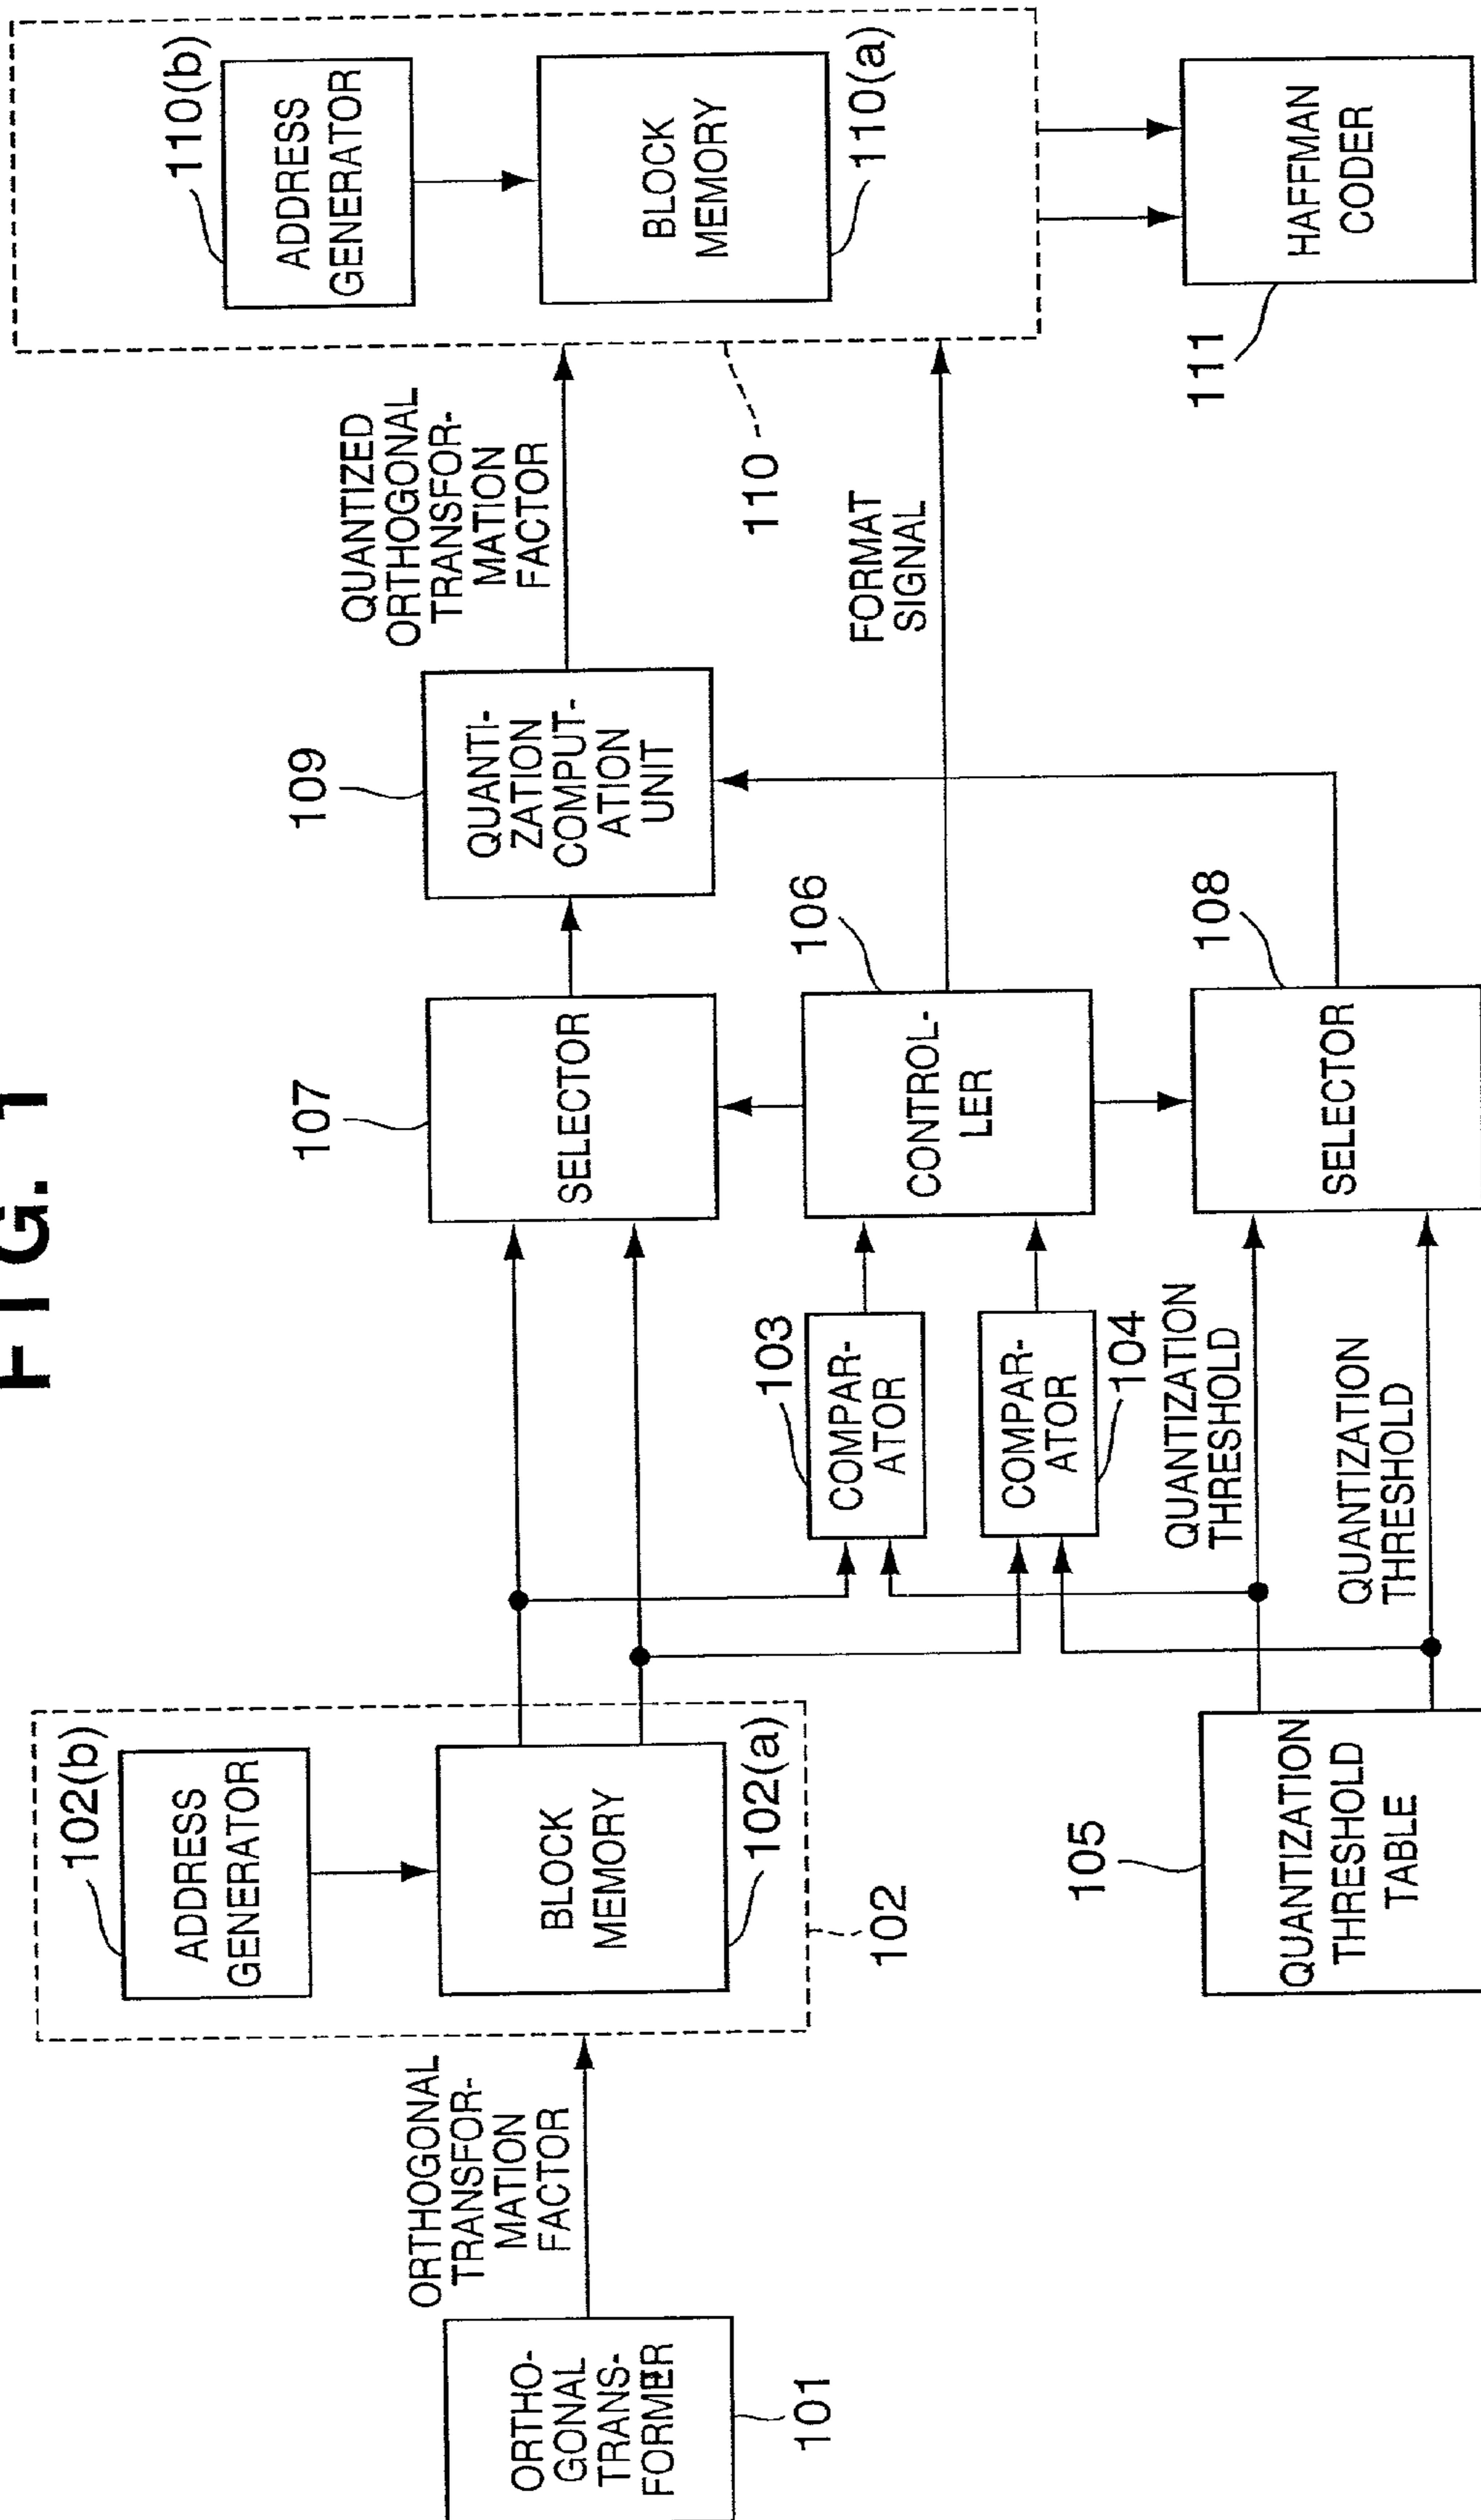 FIG. 1
110(b)
ADDRESS
GENERATOR
BLOCK
MEMORY
110(a)
HAFFMAN
CODER
111
QUANTIZED
ORTHOGONAL
TRANSFOR-
MATION
FACTOR
110
FORMAT
SIGNAL
109
QUANTI-
ZATION
COMPUT-
ATION
UNIT
107
SELECTOR
106
CONTROL-
LER
108
SELECTOR
103
COMPAR-
ATOR
COMPAR-
ATOR
104
QUANTIZATION
THRESHOLD
QUANTIZATION
THRESHOLD
102(b)
ADDRESS
GENERATOR
BLOCK
MEMORY
102(a)
102
105
QUANTIZATION
THRESHOLD
TABLE
ORTHOGONAL
TRANSFOR-
MATION
FACTOR
ORTHO-
GONAL
TRANS-
FORMER
101